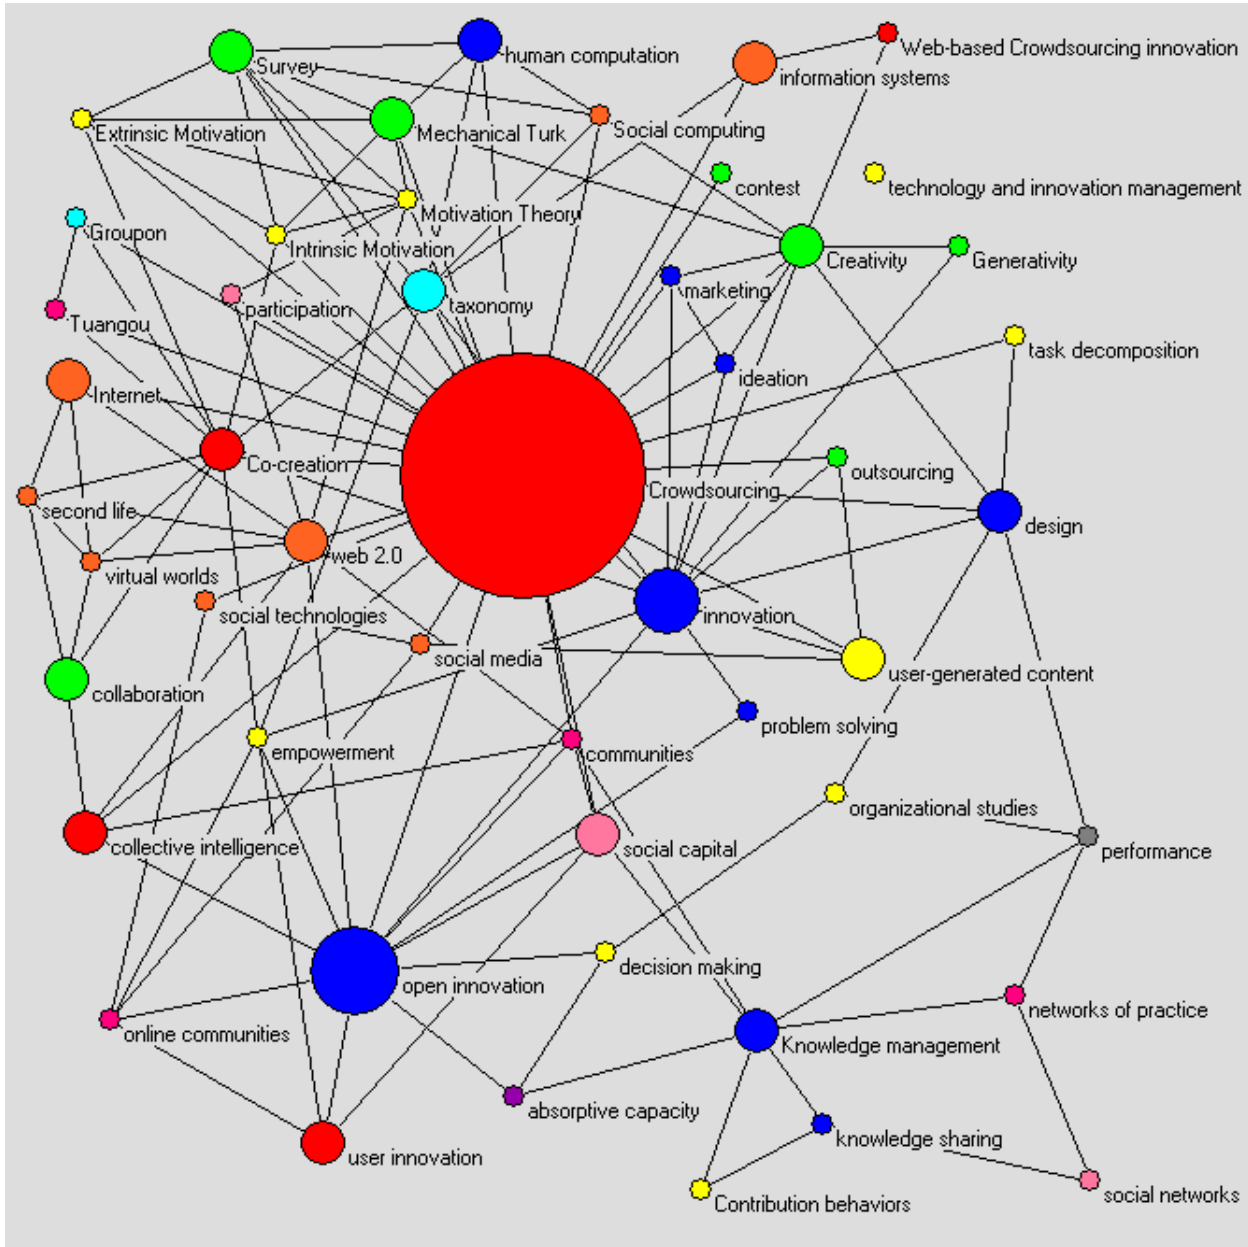 human computation
Web-based Crowdsourcing innovation
Survey
information systems
Extrinsic Motivation
Mechanical Turk
Social computing
contest
technology and innovation management
Motivation Theory
Groupon
Intrinsic Motivation
Creativity
Generativity
marketing
participation
taxonomy
Tuangou
task decomposition
ideation
Internet
Co-creation
outsourcing
Crowdsourcing
second life
design
web 2.0
virtual worlds
social technologies
innovation
social media
user-generated content
collaboration
problem solving
empowerment
communities
organizational studies
collective intelligence
social capital
performance
decision making
open innovation
networks of practice
online communities
Knowledge management
absorptive capacity
knowledge sharing
user innovation
social networks
Contribution behaviors